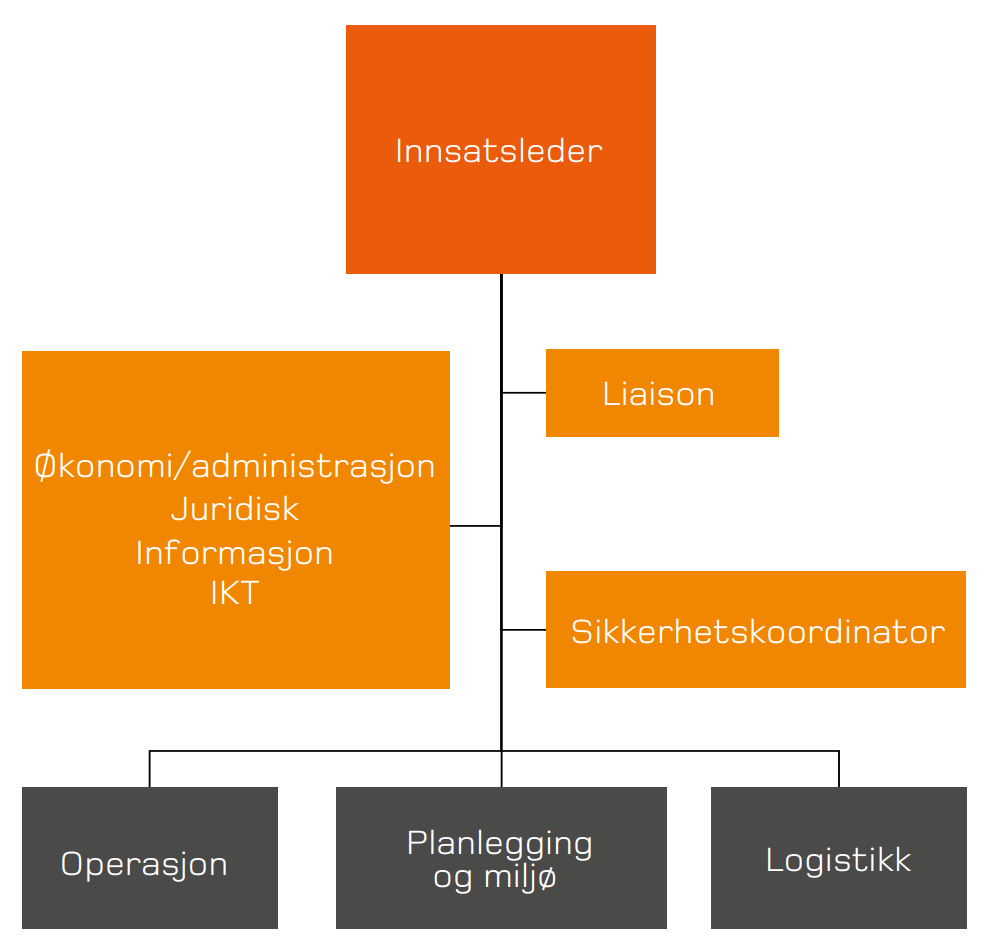 Innsatsleder
Liaison
Økonomi/administrasjon
Juridisk
Informasjon
IKT
Sikkerhetskoordinator
Operasjon
Planlegging
og miljø
Logistikk